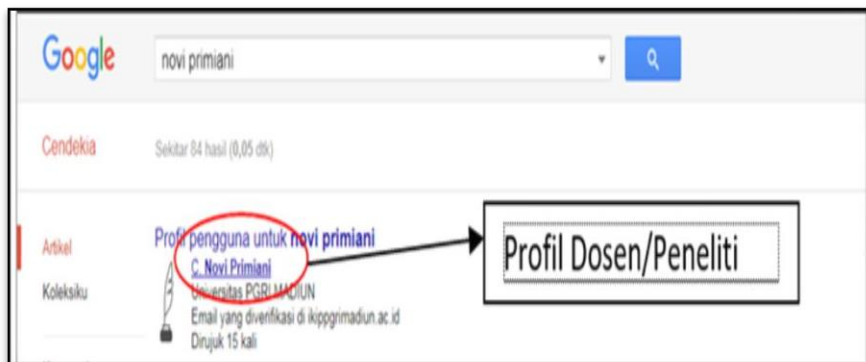 Google
novi primiani
Cendekia
Sekitar 84 hasil (0,05 dtk)
Artikel
Profil pengguna untuk novi primiani
C. Novi Primiani
Koleksiku
Universitas PGRI MADIUN
Email yang diverifikasi di ikippgrimadiun.ac.id
Dirujuk 15 kali
Profil Dosen/Peneliti